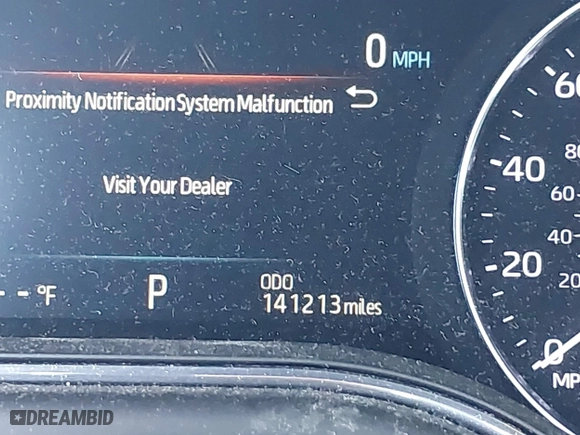 0 MPH
Proximity Notification System Malfunction
Visit Your Dealer
- - °F
P
ODO
141213 miles
60
80
40
60
40
20
20
0
MP
DREAMBID